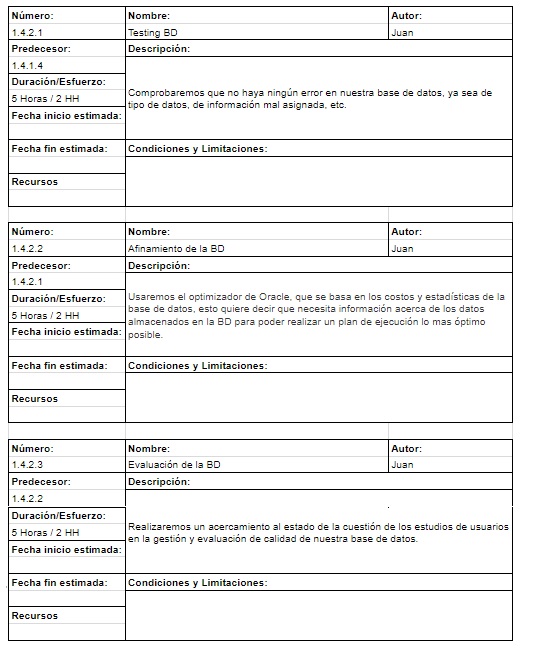 Número: Nombre: Autor:
1.4.2.1 Testing BD Juan
Predecesor: Descripción:
1.4.1.4
Duración/Esfuerzo:
5 Horas / 2 HH
Fecha inicio estimada:
Comprobaremos que no haya ningún error en nuestra base de datos, ya sea de
tipo de datos, de información mal asignada, etc.
Fecha fin estimada: Condiciones y Limitaciones:
Recursos
Número: Nombre: Autor:
1.4.2.2 Afinamiento de la BD Juan
Predecesor: Descripción:
1.4.2.1
Duración/Esfuerzo:
5 Horas / 2 HH
Fecha inicio estimada:
Usaremos el optimizador de Oracle, que se basa en los costos y estadísticas de la
base de datos, esto quiere decir que necesita información acerca de los datos
almacenados en la BD para poder realizar un plan de ejecución lo mas óptimo
posible.
Fecha fin estimada: Condiciones y Limitaciones:
Recursos
Número: Nombre: Autor:
1.4.2.3 Evaluación de la BD Juan
Predecesor: Descripción:
1.4.2.2
Duración/Esfuerzo:
5 Horas / 2 HH
Fecha inicio estimada:
Realizaremos un acercamiento al estado de la cuestión de los estudios de usuarios
en la gestión y evaluación de calidad de nuestra base de datos.
Fecha fin estimada: Condiciones y Limitaciones:
Recursos